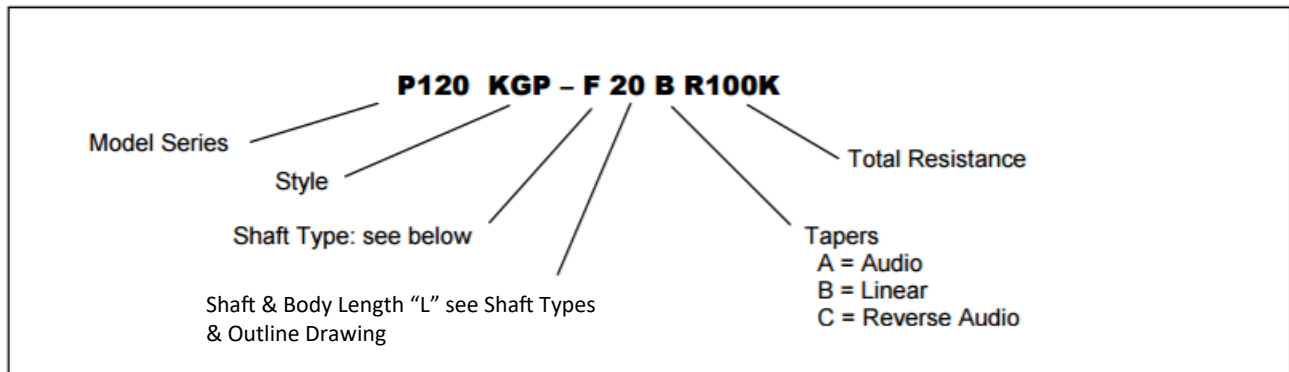 P120 KGP – F 20 B R100K
Model Series
Total Resistance
Style
Shaft Type: see below
Tapers
A = Audio
B = Linear
C = Reverse Audio
Shaft & Body Length “L” see Shaft Types
& Outline Drawing